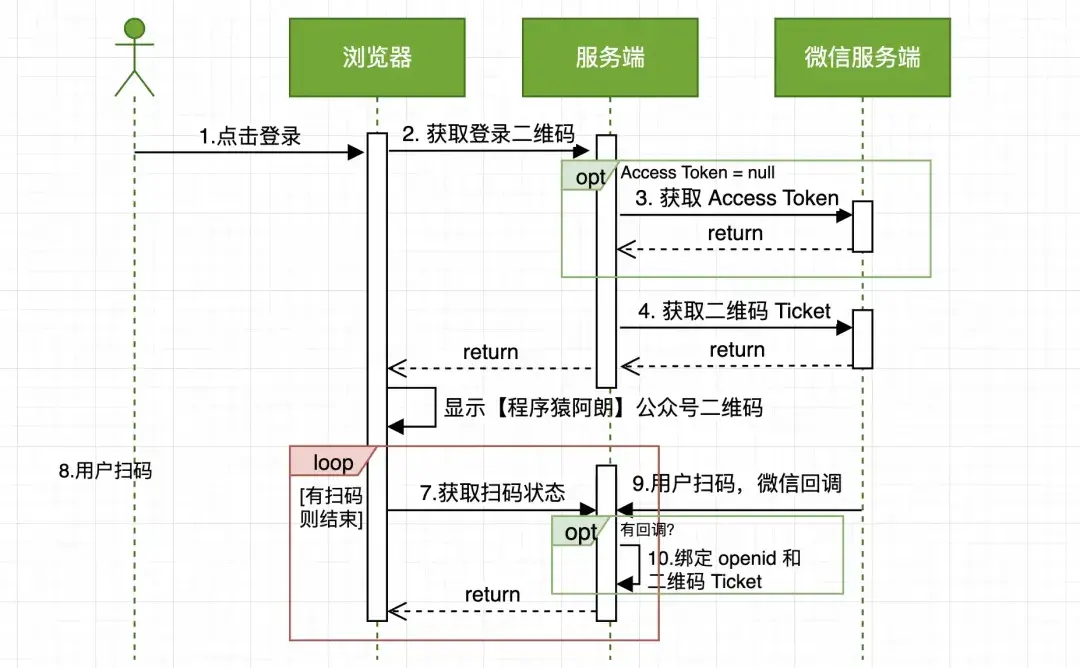 浏览器
服务端
微信服务端
1.点击登录
2. 获取登录二维码
opt
Access Token = null
3. 获取 Access Token
return
4. 获取二维码 Ticket
return
return
显示【程序猿阿朗】公众号二维码
loop
[有扫码
则结束]
8.用户扫码
7.获取扫码状态
9.用户扫码，微信回调
opt
有回调?
10.绑定 openid 和
二维码 Ticket
return